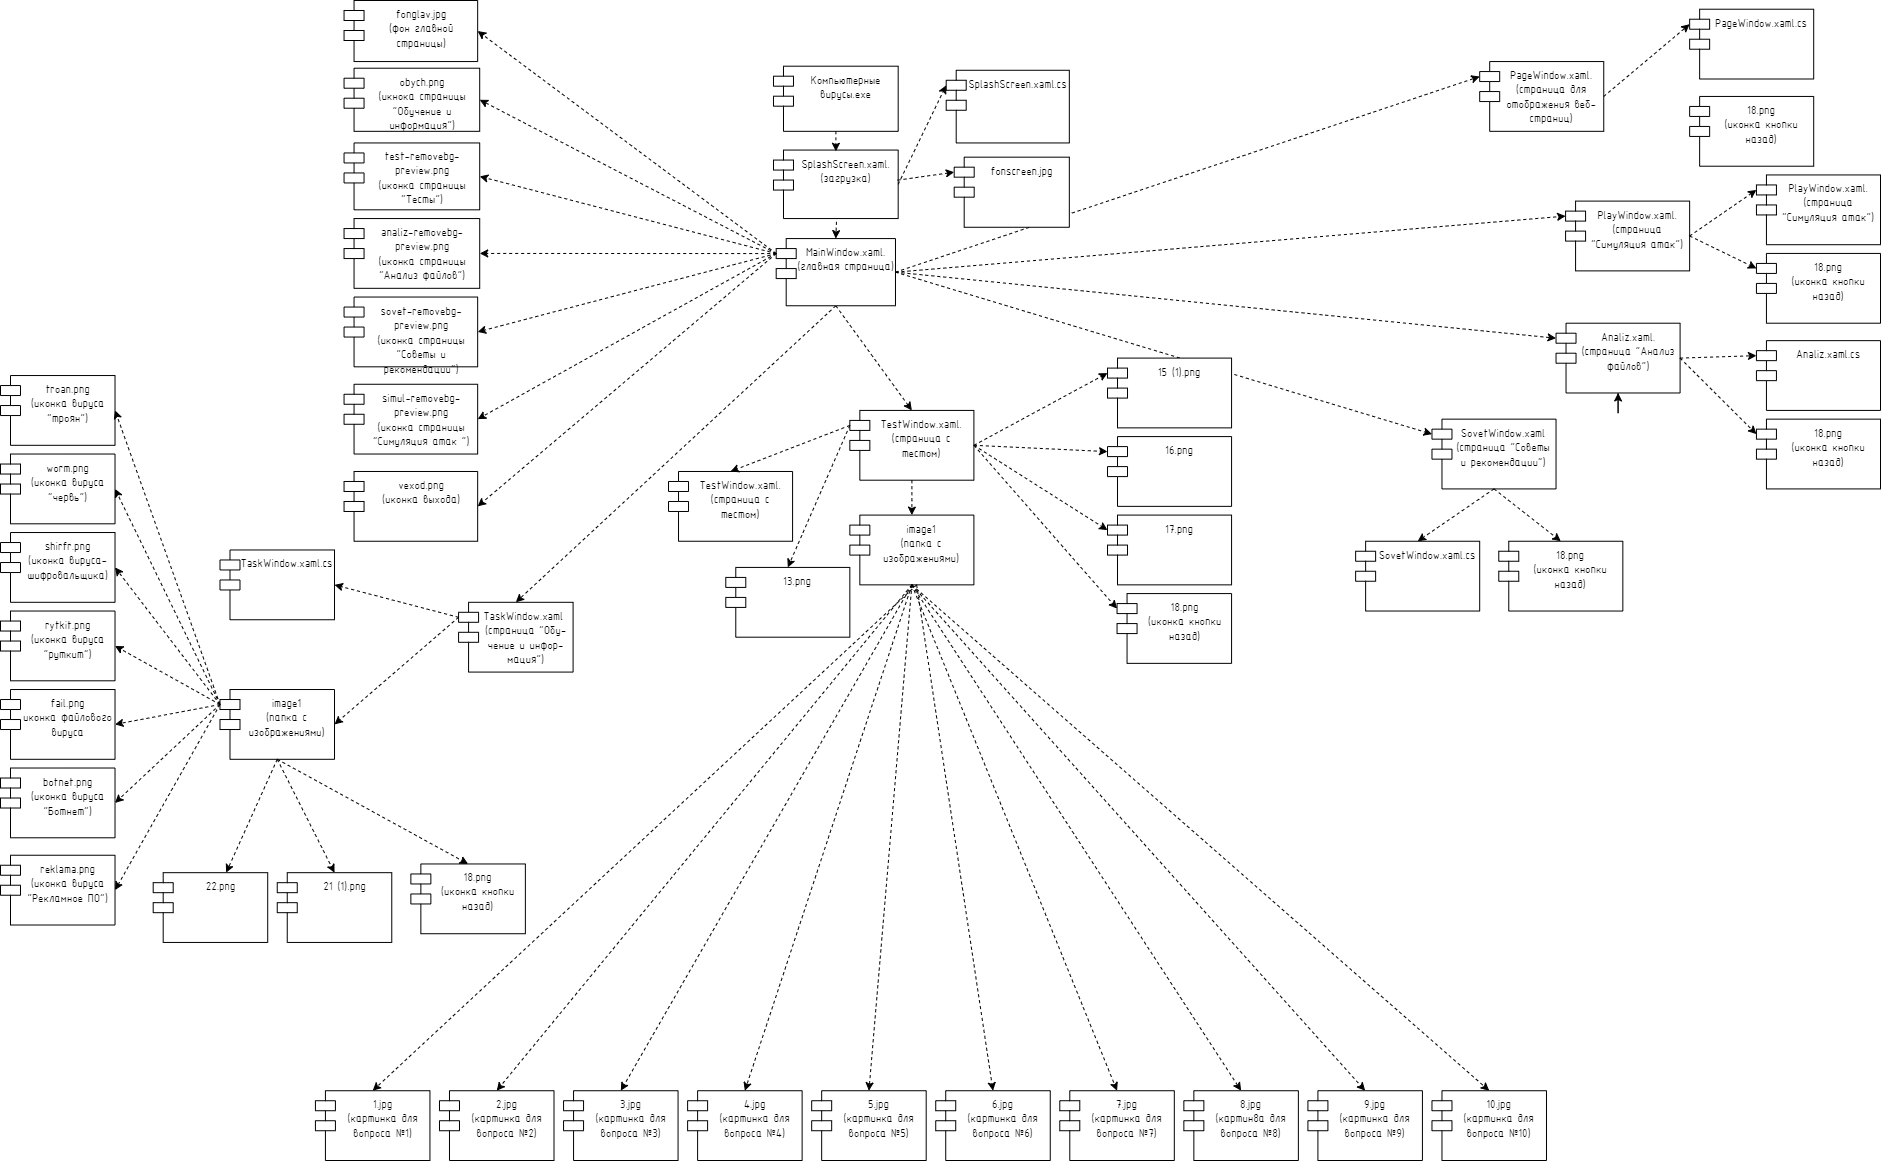 fonglav.jpg
(фон главной
страницы)
obych.png
(икнока страницы
"Обучение и
информация")
test-removebg-
preview.png
(иконка страницы
"Тесты")
analiz-removebg-
preview.png
(иконка страницы
"Анализ файлов")
sovet-removebg-
preview.png
(иконка страницы
"Советы и
рекомендации")
simul-removebg-
preview.png
(иконка страницы
"Симуляция атак ")
vexod.png
(иконка выхода)
Компьютерные
вирусы.exe
SplashScreen.xaml.cs
SplashScreen.xaml.
(загрузка)
fonscreen.jpg
MainWindow.xaml.
(главная страница)
PageWindow.xaml.cs
PageWindow.xaml.
(страница для
отображения веб-
страниц)
18.png
(иконка кнопки
назад)
PlayWindow.xaml.
(страница
"Симуляция атак")
PlayWindow.xaml.
(страница
"Симуляция атак")
18.png
(иконка кнопки
назад)
Analiz.xaml.
(страница "Анализ
файлов")
Analiz.xaml.cs
18.png
(иконка кнопки
назад)
SovetWindow.xaml
(страница "Советы
и рекомендации")
SovetWindow.xaml.cs
18.png
(иконка кнопки
назад)
15 (1).png
16.png
17.png
18.png
(иконка кнопки
назад)
TestWindow.xaml.
(страница с
тестом)
TestWindow.xaml.
(страница с
тестом)
13.png
image1
(папка с
изображениями)
TaskWindow.xaml.cs
TaskWindow.xaml
(страница "Обу-
чение и инфор-
мация")
troan.png
(иконка вируса
"троян")
worm.png
(иконка вируса
"червь")
shirfr.png
(иконка вируса-
шифровальщика)
rytkit.png
(иконка вируса
"руткит")
fail.png
иконка файлового
вируса
botnet.png
(иконка вируса
"Ботнет")
reklama.png
(иконка вируса
"Рекламное ПО")
image1
(папка с
изображениями)
22.png
21 (1).png
18.png
(иконка кнопки
назад)
1.jpg
(картинка для
вопроса №1)
2.jpg
(картинка для
вопроса №2)
3.jpg
(картинка для
вопроса №3)
4.jpg
(картинка для
вопроса №4)
5.jpg
(картинка для
вопроса №5)
6.jpg
(картинка для
вопроса №6)
7.jpg
(картинка для
вопроса №7)
8.jpg
(картин8а для
вопроса №8)
9.jpg
(картинка для
вопроса №9)
10.jpg
(картинка для
вопроса №10)